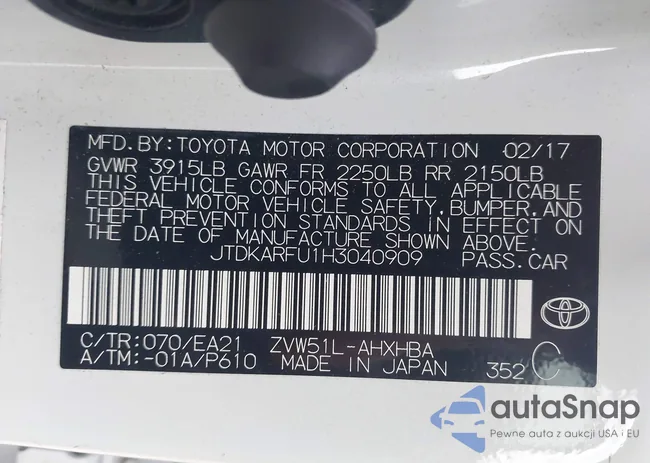 MFD.BY:TOYOTA MOTOR CORPORATION 02/17
GVWR 3915LB GAWR FR 2250LB RR 2150LB
THIS VEHICLE CONFORMS TO ALL APPLICABLE
FEDERAL MOTOR VEHICLE SAFETY,BUMPER,AND
THEFT PREVENTION STANDARDS IN EFFECT ON
THE DATE OF MANUFACTURE SHOWN ABOVE.
JTDKARFU1H3040909 PASS.CAR
C/TR:070/EA21 ZVW51L-AHXHBA
A/TM:-01A/P610 MADE IN JAPAN 352 C
autaSnap
Pewne auta z aukcji USA i EU